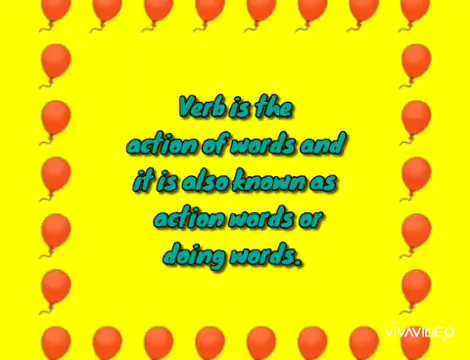 Verb is the
action of words and
it is also known as
action words or
doing words.
VIVAVIDEO